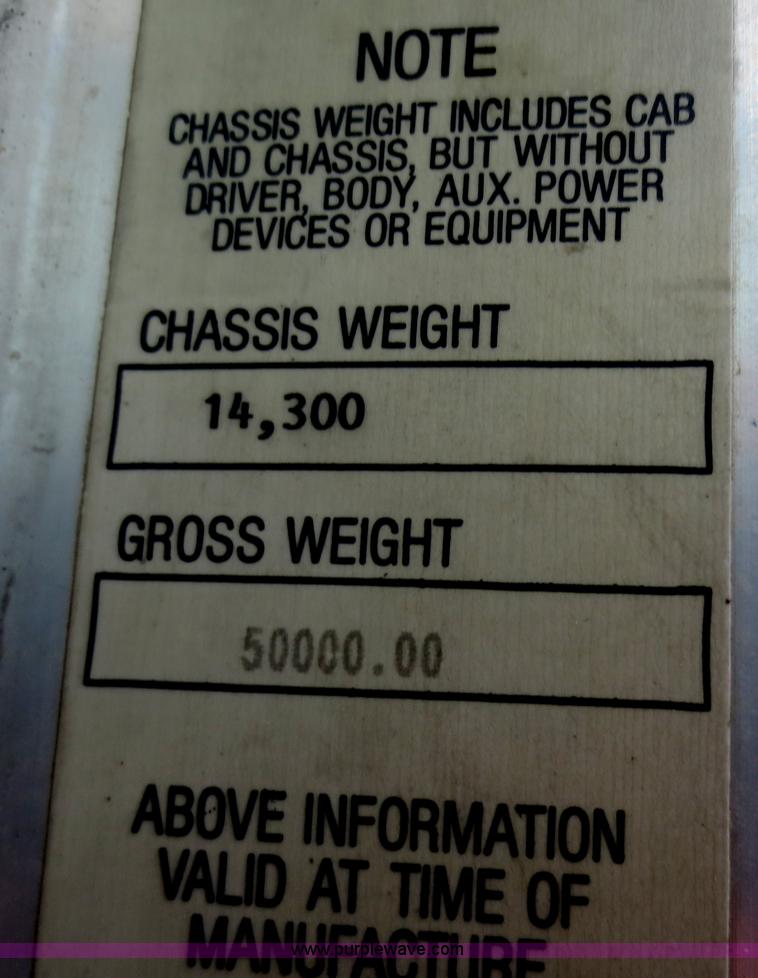 NOTE
CHASSIS WEIGHT INCLUDES CAB
AND CHASSIS, BUT WITHOUT
DRIVER, BODY, AUX. POWER
DEVICES OR EQUIPMENT
CHASSIS WEIGHT
14,300
GROSS WEIGHT
50000.00
ABOVE INFORMATION
VALID AT TIME OF
MANUFACTURE
www.purplewave.com